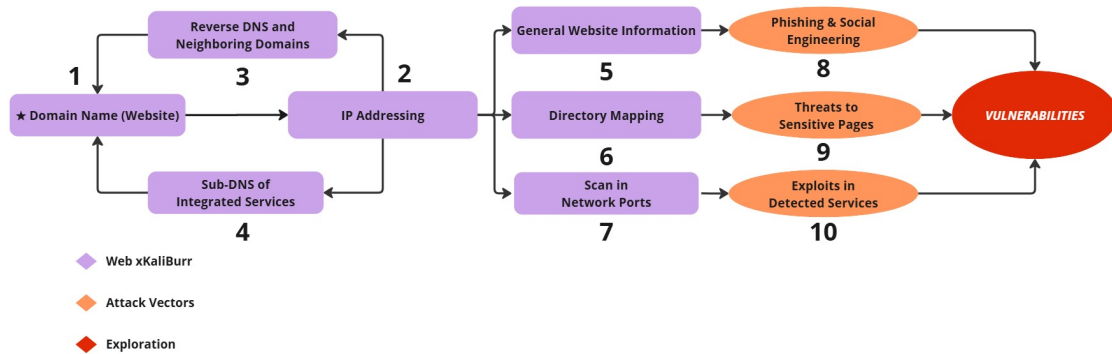 Reverse DNS and
Neighboring Domains
1
3
2
★ Domain Name (Website)
IP Addressing
Sub-DNS of
Integrated Services
4
General Website Information
5
Directory Mapping
6
Scan in
Network Ports
7
Phishing & Social
Engineering
8
Threats to
Sensitive Pages
9
Exploits in
Detected Services
10
VULNERABILITIES
Web xKaliBurr
Attack Vectors
Exploration